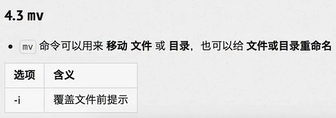 4.3 mv
• mv 命令可以用来 移动 文件 或 目录，也可以给 文件或目录重命名
选项 含义
-i 覆盖文件前提示